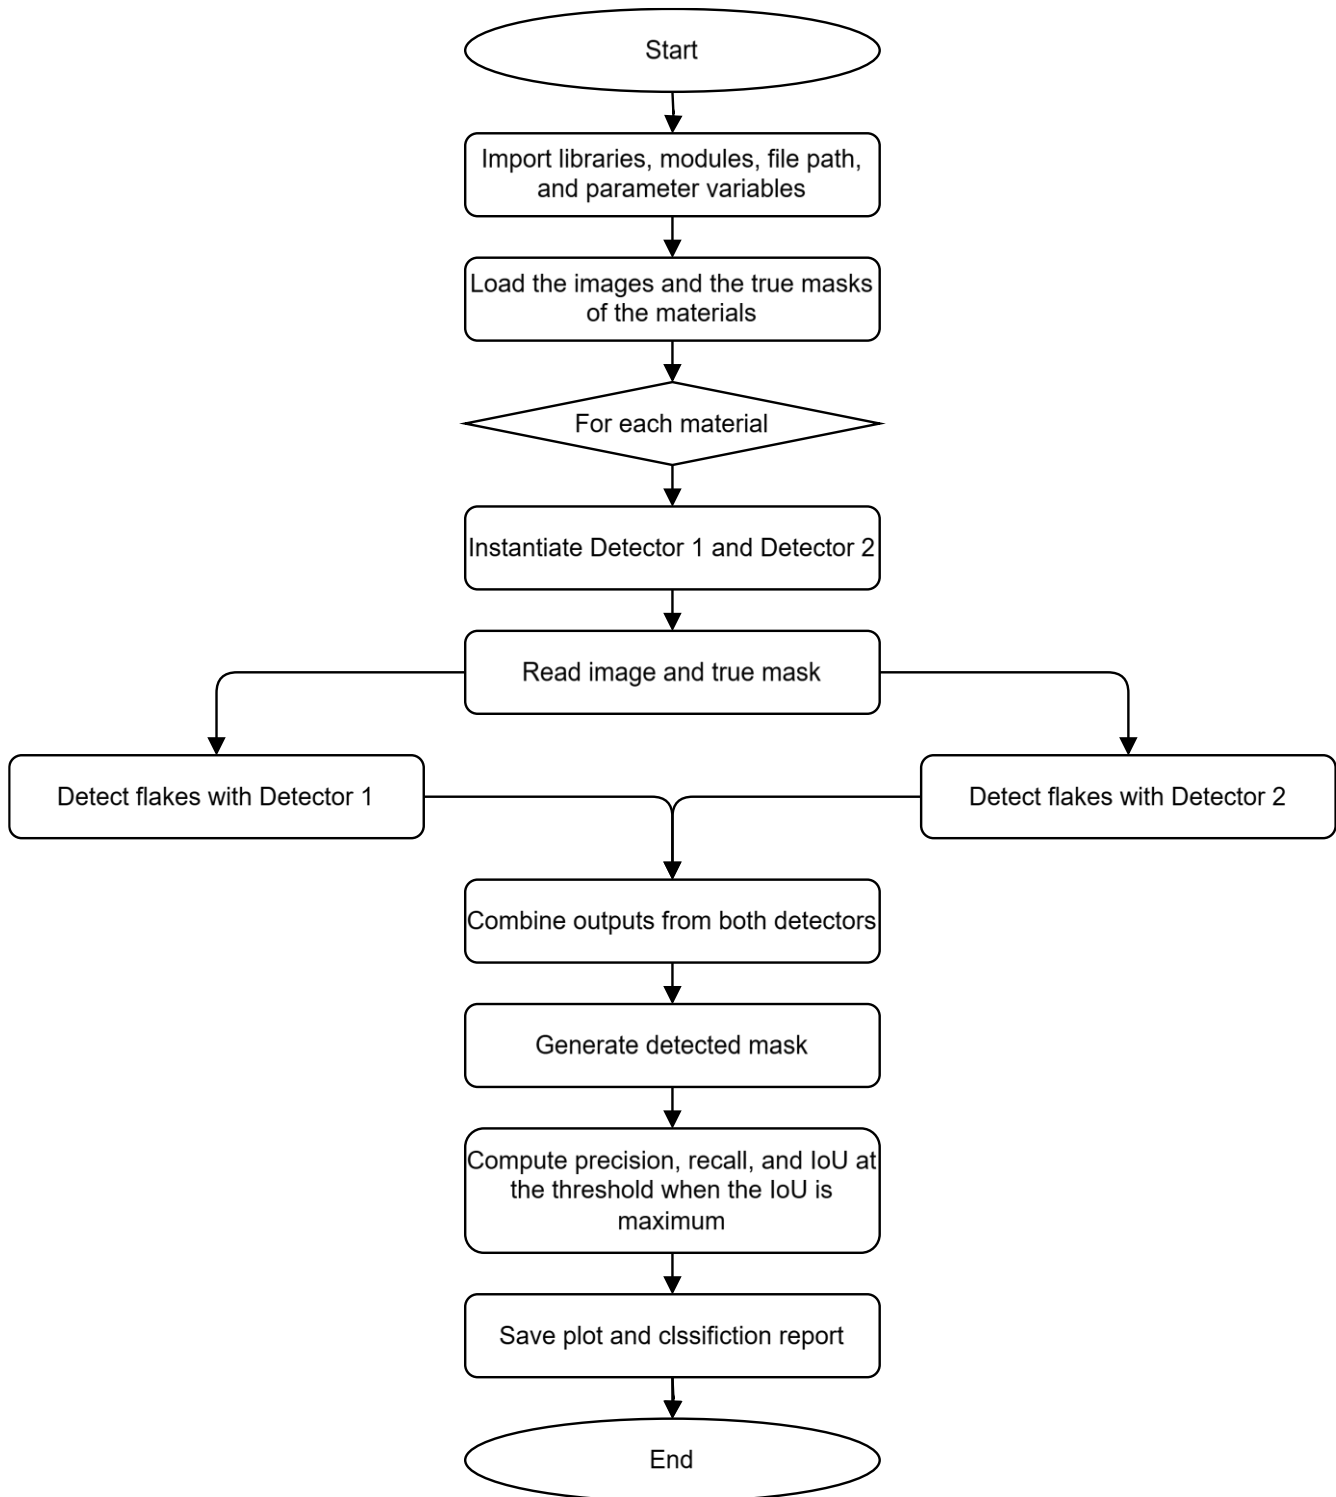 Start
Import libraries, modules, file path,
and parameter variables
Load the images and the true masks
of the materials
For each material
Instantiate Detector 1 and Detector 2
Read image and true mask
Detect flakes with Detector 1
Detect flakes with Detector 2
Combine outputs from both detectors
Generate detected mask
Compute precision, recall, and IoU at
the threshold when the IoU is
maximum
Save plot and clssifiction report
End